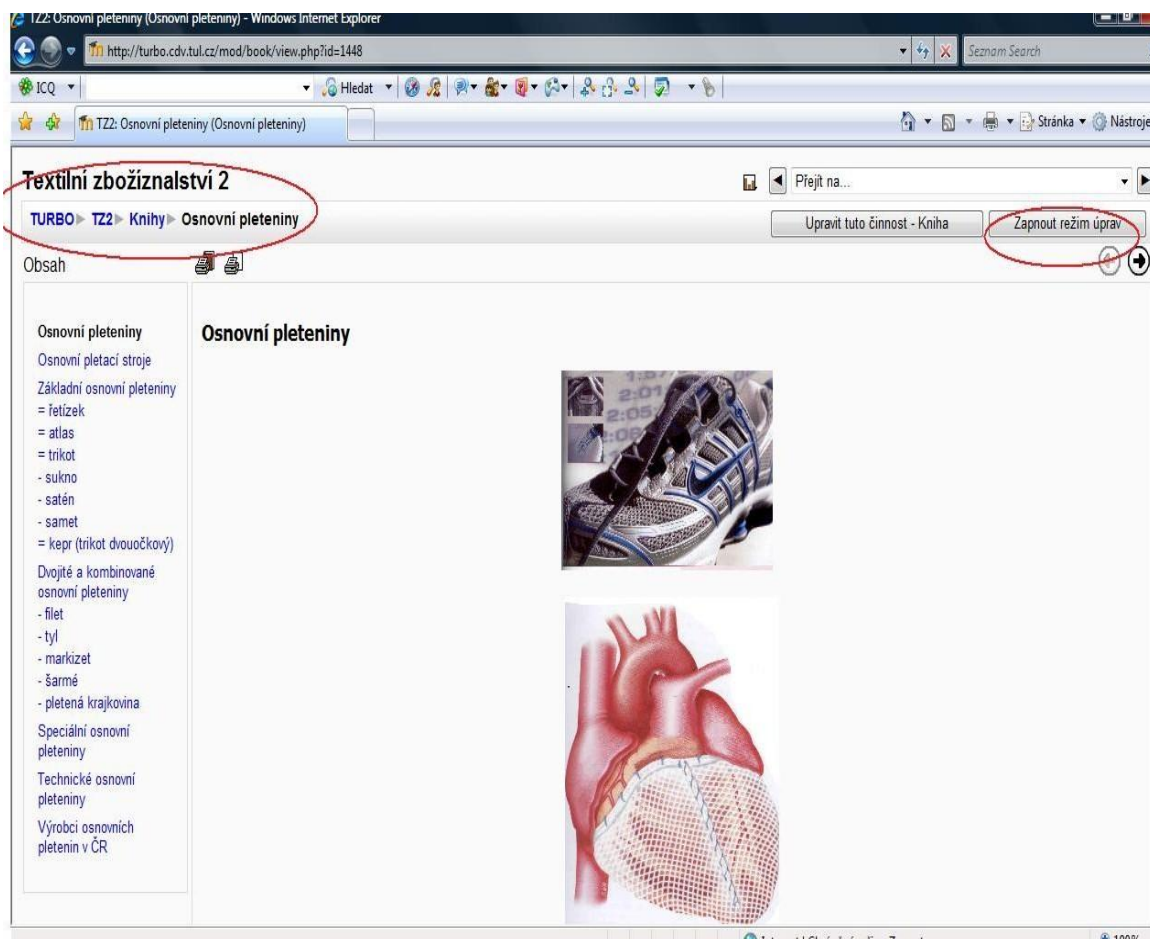 TZ2: Osnovní pleteniny (Osnovní pleteniny) - Windows Internet Explorer
http://turbo.cdv.tul.cz/mod/book/view.php?id=1448
Seznam Search
ICQ
Hledat
TZ2: Osnovní pleteniny (Osnovní pleteniny)
Stránka
Nástroje
Textilní zbožíznalství 2
Přejít na...
TURBO TZ2 Knihy Osnovní pleteniny
Upravit tuto činnost - Kniha
Zapnout režim úprav
Obsah
Osnovní pleteniny
Osnovní pletací stroje
Základní osnovní pleteniny
= řetízek
= atlas
= trikot
- sukno
- satén
- samet
= kepr (trikot dvouočkový)
Dvojité a kombinované
osnovní pleteniny
- filet
- tyl
- markizet
- šarmé
- pletená krajkovina
Speciální osnovní
pleteniny
Technické osnovní
pleteniny
Výrobci osnovních
pletenin v ČR
Osnovní pleteniny
2:01
2:05
100%